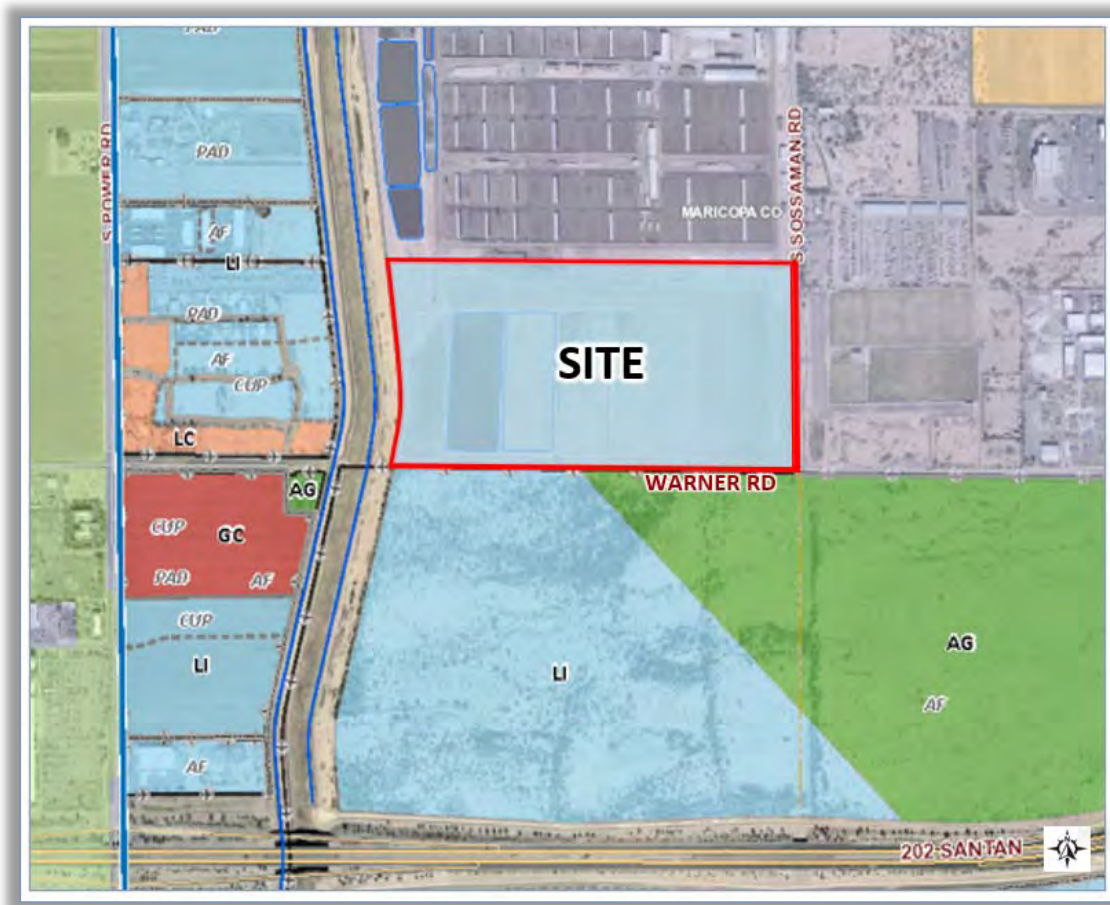 PAD
PAD
S POWER RD
S SOSSAMAN RD
MARICOPA CO
AF
LI
PAD
AF
CUP
SITE
LC
WARNER RD
AG
CUP
GC
PAD
AF
CUP
LI
LI
AG
AF
AF
202 SANTAN
N